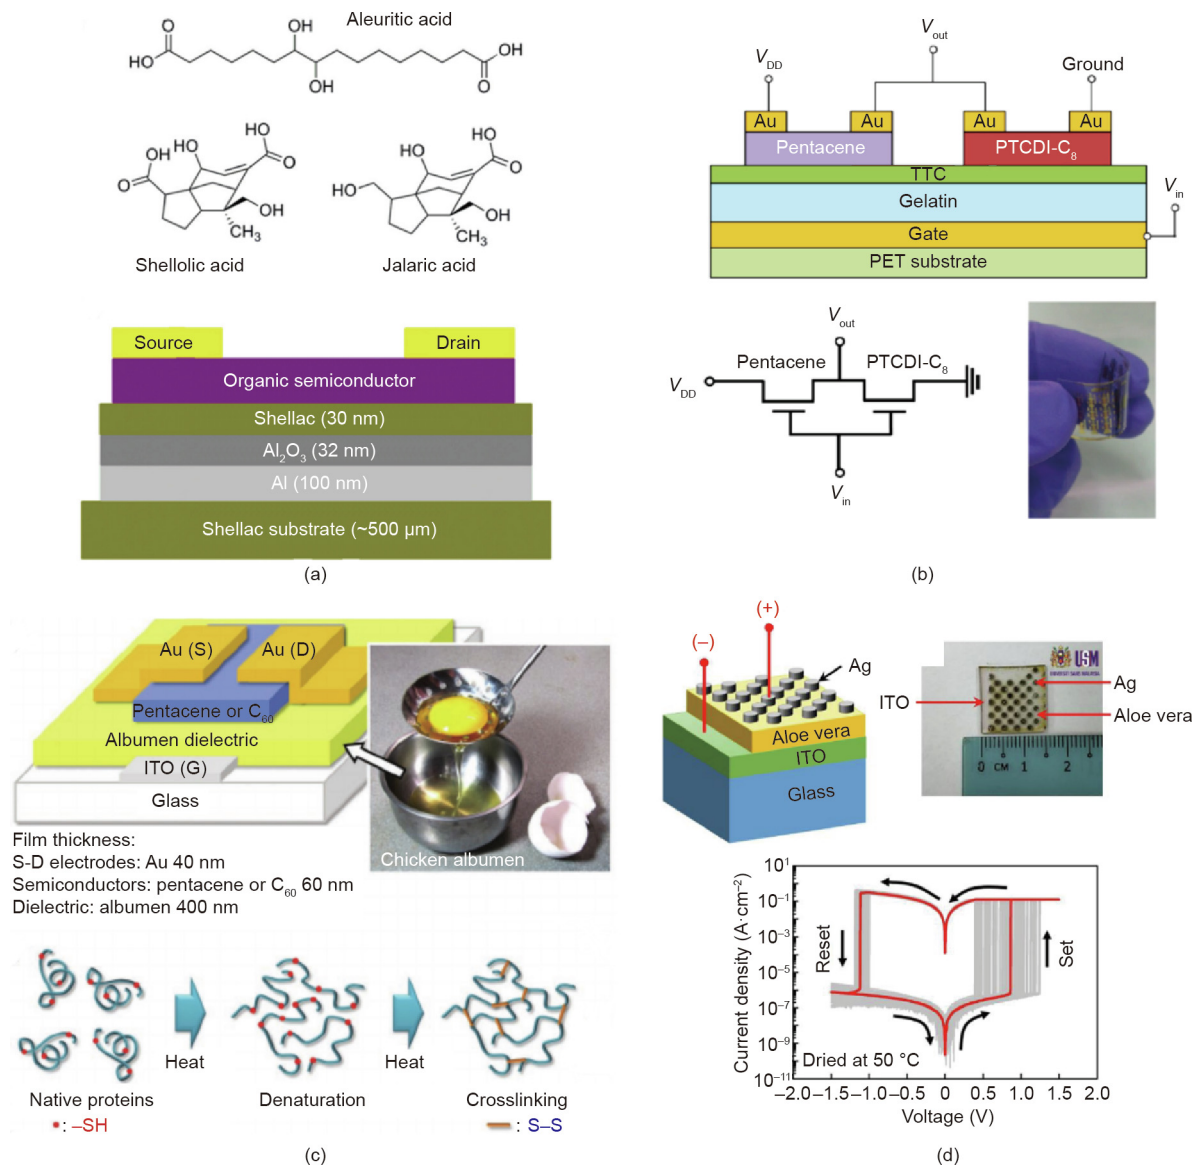 Aleuritic acid
O
HO
OH
OH
OH
O
HO
HO
OH
O
O
OH
CH3
Shellolic acid
HO
OH
O
HO
OH
CH3
Jalaric acid
Source
Drain
Organic semiconductor
Shellac (30 nm)
Al2O3 (32 nm)
Al (100 nm)
Shellac substrate (~500 μm)
(a)
Vout
VDD
Ground
Au
Au
Au
Au
Pentacene
PTCDI-C8
TTC
Vin
Gelatin
Gate
PET substrate
Vout
Pentacene
PTCDI-C8
VDD
Vin
(b)
Au (S)
Au (D)
Pentacene or C60
Albumen dielectric
ITO (G)
Glass
Chicken albumen
Film thickness:
S-D electrodes: Au 40 nm
Semiconductors: pentacene or C60 60 nm
Dielectric: albumen 400 nm
Heat
Heat
Native proteins
Denaturation
Crosslinking
: –SH
: S–S
(c)
(+)
(–)
Ag
Aloe vera
ITO
Glass
USM
ITO
Ag
Aloe vera
0 CM 1 2
Current density (A·cm−2)
10^1
10^−1
10^−3
10^−5
10^−7
10^−9
10^−11
Reset
Set
Dried at 50 °C
−2.0 −1.5 −1.0 −0.5 0 0.5 1.0 1.5 2.0
Voltage (V)
(d)